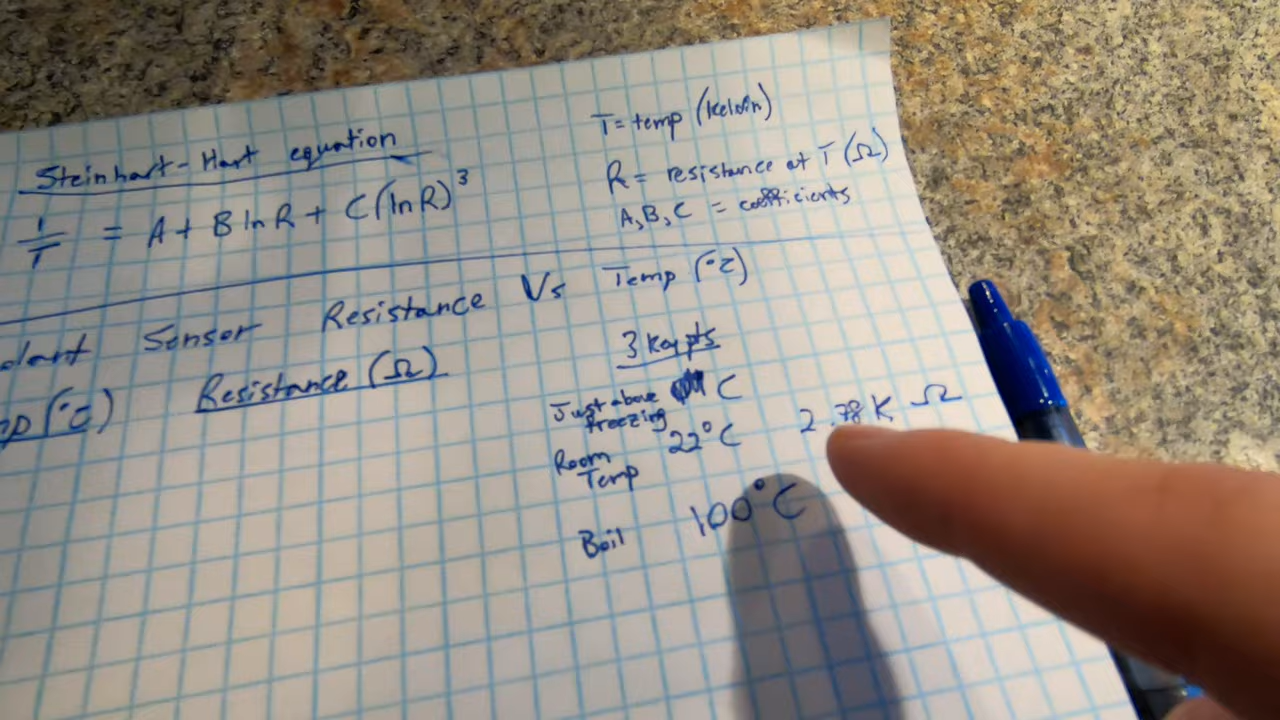 Steinhart-Hart equation
1/T = A + B ln R + C (ln R)³
T = temp (kelvin)
R = resistance at T (Ω)
A, B, C = coefficients
Sensor Resistance Vs Temp (°C)
Resistance (Ω)
3 key pts
Just above freezing °C
Room Temp 22°C 2.78K Ω
Boil 100°C